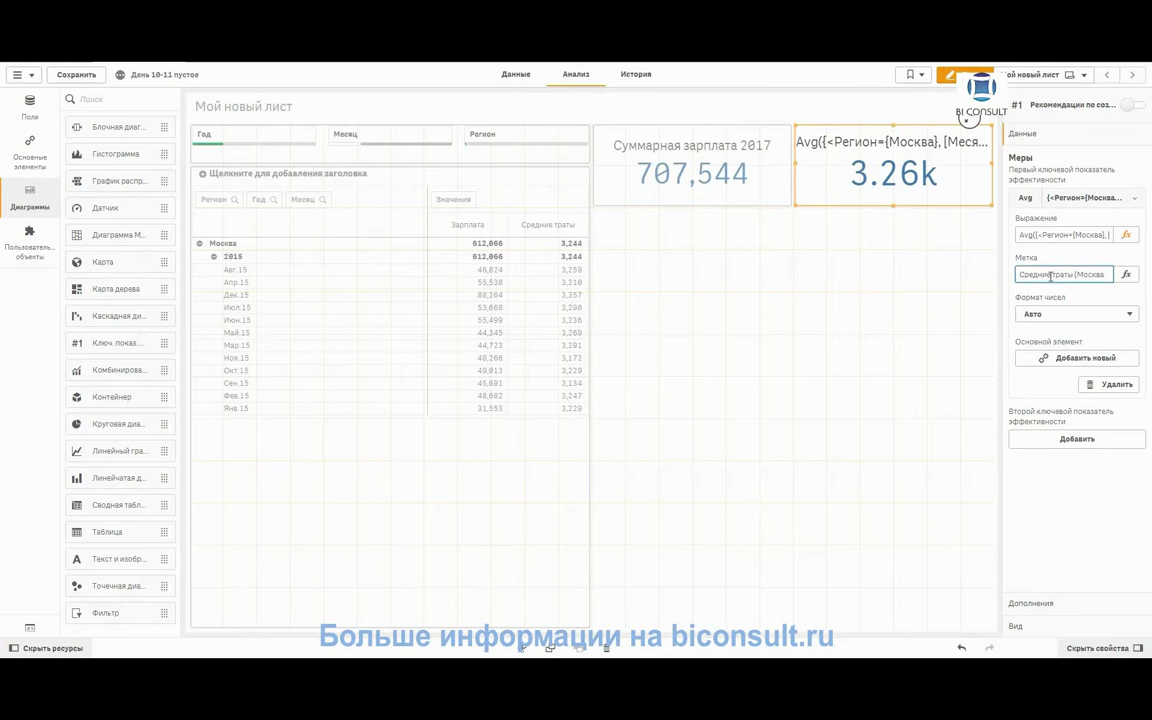 Сохранить
День 10-11 пустое
Данные
Анализ
История
Мой новый лист
BI CONSULT
Поля
Основные
элементы
Диаграммы
Пользователь...
объекты
Поиск
Блочная диаг...
Гистограмма
График распр...
Датчик
Диаграмма М...
Карта
Карта дерева
Каскадная ди...
#1 Ключ. показ...
Комбинирова...
Контейнер
Круговая диа...
Линейный гра...
Линейчатая д...
Сводная табл...
Таблица
Текст и изобр...
Точечная диа...
Фильтр
Мой новый лист
Год
Месяц
Регион
Щелкните для добавления заголовка
Регион
Год
Месяц
Значения
Зарплата Средние траты
Москва 612,066 3,244
2015 612,066 3,244
Авг.15 46,824 3,259
Апр.15 55,538 3,210
Дек.15 88,264 3,357
Июл.15 53,668 3,298
Июн.15 55,499 3,236
Май.15 44,345 3,269
Мар.15 44,723 3,291
Ноя.15 48,266 3,172
Окт.15 49,013 3,229
Сен.15 45,691 3,134
Фев.15 48,682 3,247
Янв.15 31,553 3,229
Суммарная зарплата 2017
707,544
Avg({<Регион={Москва}, [Меся...
3.26k
#1 Рекомендации по соз...
Данные
Меры
Первый ключевой показатель
эффективности
Avg {<Регион={Москва...
Выражение
Avg({<Регион={Москва}, [
Метка
Средние траты (Москва
Формат чисел
Авто
Основной элемент
Добавить новый
Удалить
Второй ключевой показатель
эффективности
Добавить
Дополнения
Вид
Больше информации на biconsult.ru
Скрыть ресурсы
Скрыть свойства